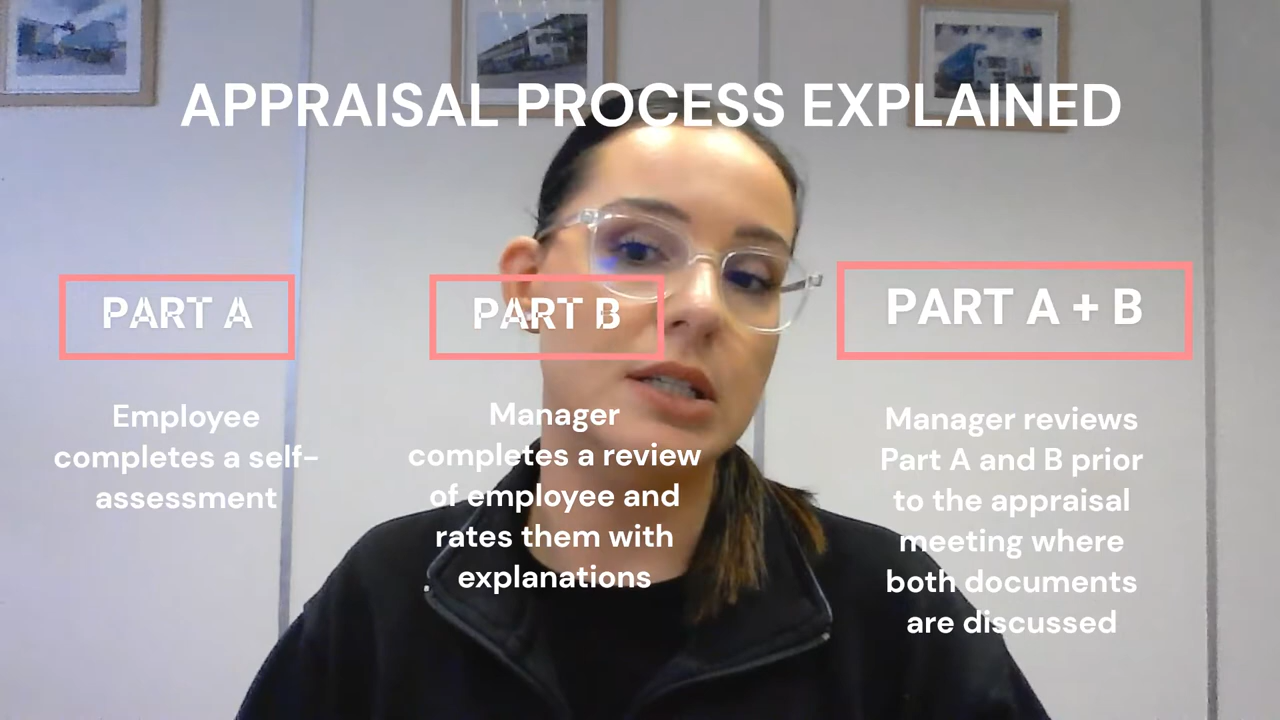 APPRAISAL PROCESS EXPLAINED
PART A
Employee
completes a self-
assessment
PART B
Manager
completes a review
of employee and
rates them with
explanations
PART A + B
Manager reviews
Part A and B prior
to the appraisal
meeting where
both documents
are discussed